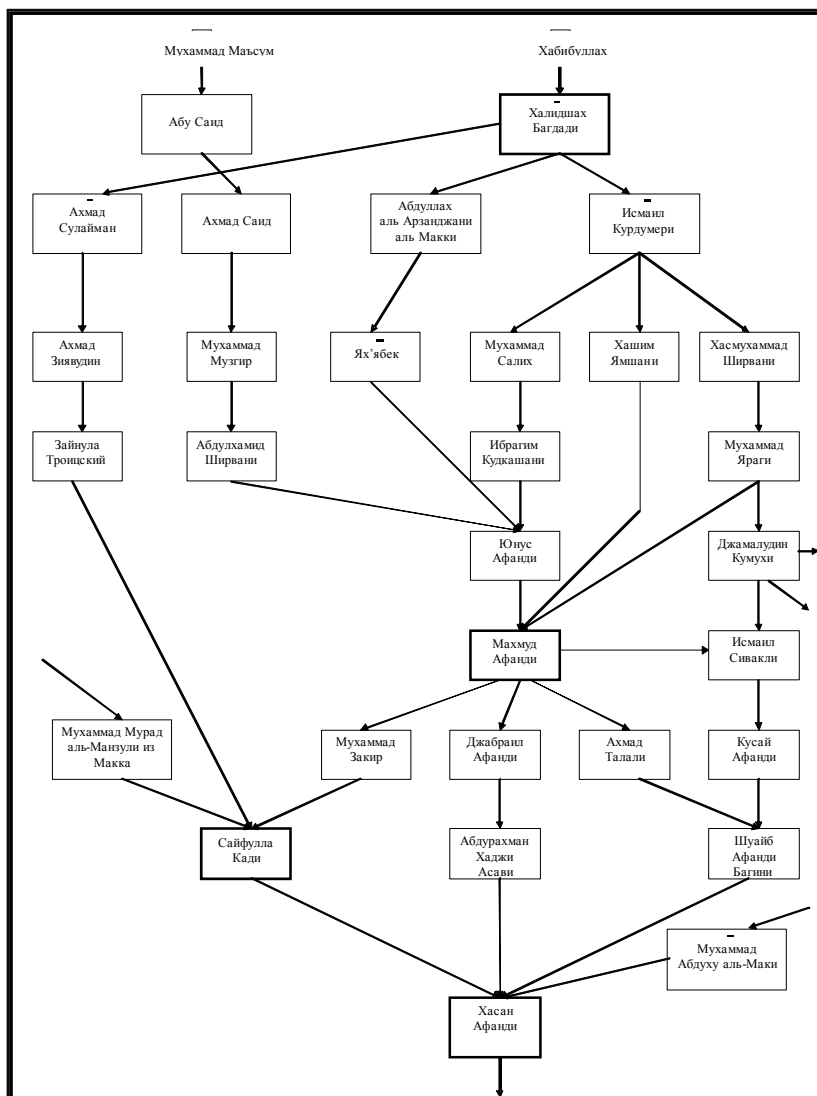 Мухаммад Маъсум
Хабибуллах
Абу Саид
Халидшах
Багдади
Ахмад
Сулайман
Ахмад Саид
Абдуллах
аль Арзанджани
аль Макки
Исмаил
Курдумери
Ахмад
Зиявудин
Мухаммад
Музгир
Ях’ябек
Мухаммад
Салих
Хашим
Ямшани
Хасмухаммад
Ширвани
Зайнула
Троицский
Абдулхамид
Ширвани
Ибрагим
Кудкашани
Мухаммад
Яраги
Юнус
Афанди
Джамалудин
Кумухи
Махмуд
Афанди
Исмаил
Сивакли
Мухаммад Мурад
аль-Манзули из
Макка
Мухаммад
Закир
Джабраил
Афанди
Ахмад
Талали
Кусай
Афанди
Сайфулла
Кади
Абдурахман
Хаджи
Асави
Шуайб
Афанди
Багини
Мухаммад
Абдуху аль-Маки
Хасан
Афанди